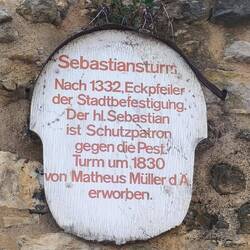 Sebastiansturm
Nach 1332, Eckpfeiler
der Stadtbefestigung.
Der hl. Sebastian
ist Schutzpatron
gegen die Pest.
Turm um 1830
von Matheus Müller d.A.
erworben.